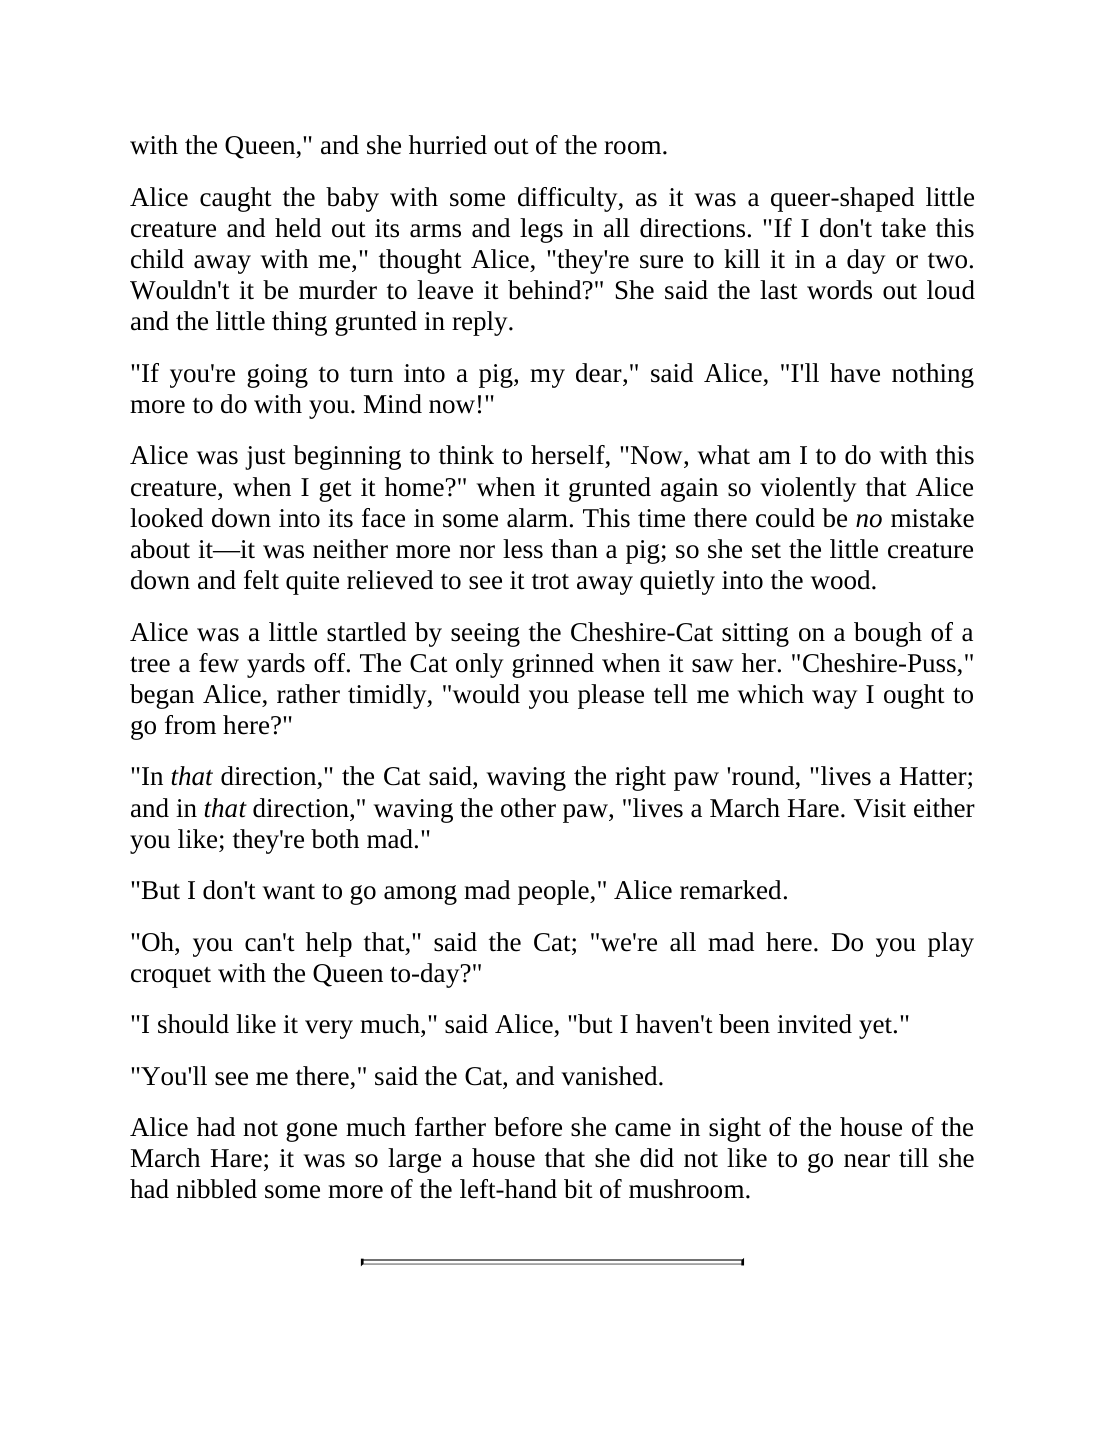 with the Queen," and she hurried out of the room.
Alice caught the baby with some difficulty, as it was a queer-shaped little
creature and held out its arms and legs in all directions. "If I don't take this
child away with me," thought Alice, "they're sure to kill it in a day or two.
Wouldn't it be murder to leave it behind?" She said the last words out loud
and the little thing grunted in reply.
"If you're going to turn into a pig, my dear," said Alice, "I'll have nothing
more to do with you. Mind now!"
Alice was just beginning to think to herself, "Now, what am I to do with this
creature, when I get it home?" when it grunted again so violently that Alice
looked down into its face in some alarm. This time there could be no mistake
about it—it was neither more nor less than a pig; so she set the little creature
down and felt quite relieved to see it trot away quietly into the wood.
Alice was a little startled by seeing the Cheshire-Cat sitting on a bough of a
tree a few yards off. The Cat only grinned when it saw her. "Cheshire-Puss,"
began Alice, rather timidly, "would you please tell me which way I ought to
go from here?"
"In that direction," the Cat said, waving the right paw 'round, "lives a Hatter;
and in that direction," waving the other paw, "lives a March Hare. Visit either
you like; they're both mad."
"But I don't want to go among mad people," Alice remarked.
"Oh, you can't help that," said the Cat; "we're all mad here. Do you play
croquet with the Queen to-day?"
"I should like it very much," said Alice, "but I haven't been invited yet."
"You'll see me there," said the Cat, and vanished.
Alice had not gone much farther before she came in sight of the house of the
March Hare; it was so large a house that she did not like to go near till she
had nibbled some more of the left-hand bit of mushroom.